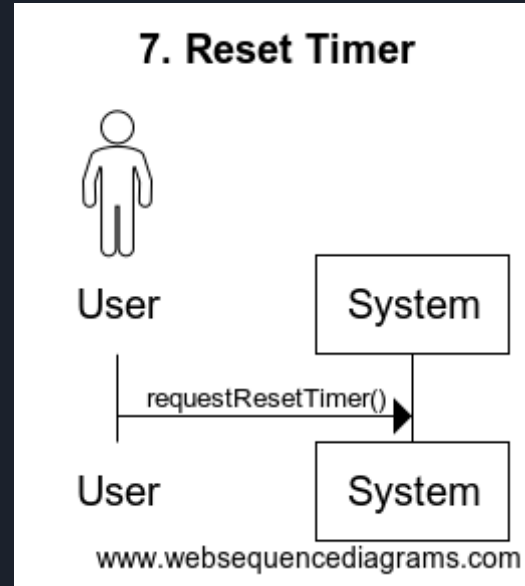 7. Reset Timer
User System
requestResetTimer()
User System
www.websequencediagrams.com